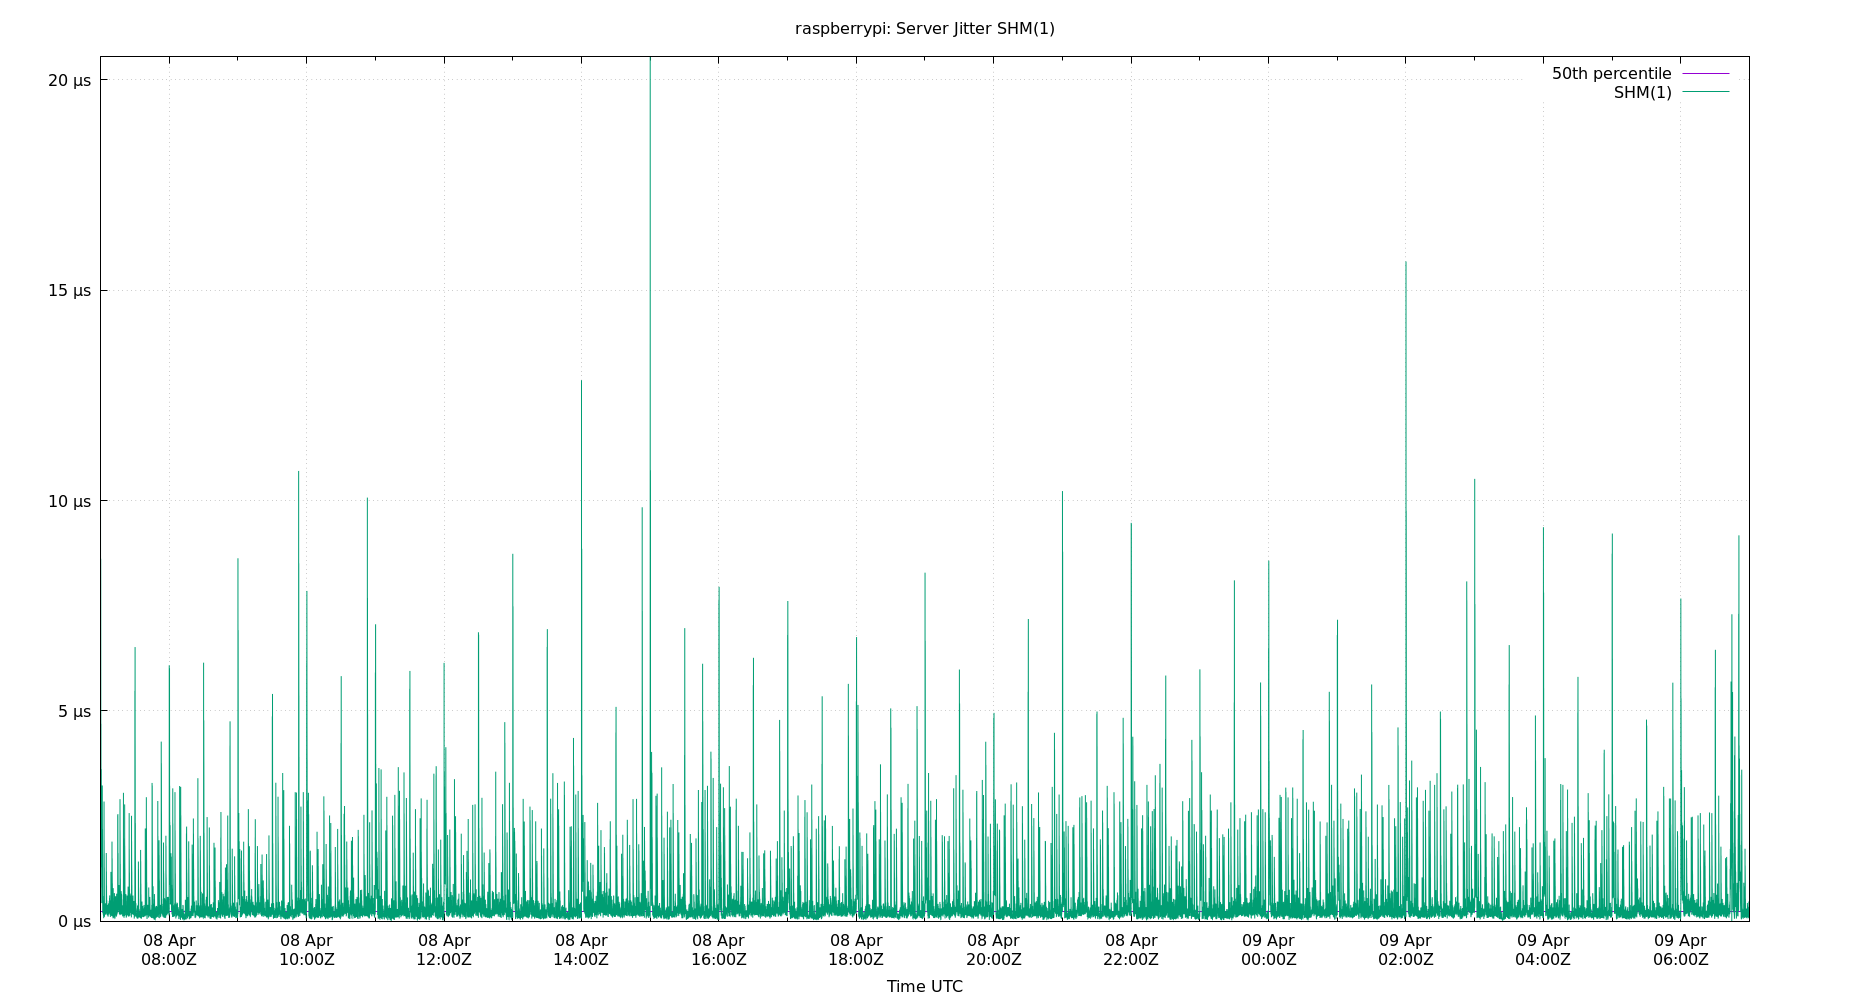 raspberrypi: Server Jitter SHM(1)
50th percentile
SHM(1)
20 µs
15 µs
10 µs
5 µs
0 µs
08 Apr 08 Apr 08 Apr 08 Apr 08 Apr 08 Apr 08 Apr 08 Apr 09 Apr 09 Apr 09 Apr 09 Apr
08:00Z 10:00Z 12:00Z 14:00Z 16:00Z 18:00Z 20:00Z 22:00Z 00:00Z 02:00Z 04:00Z 06:00Z
Time UTC